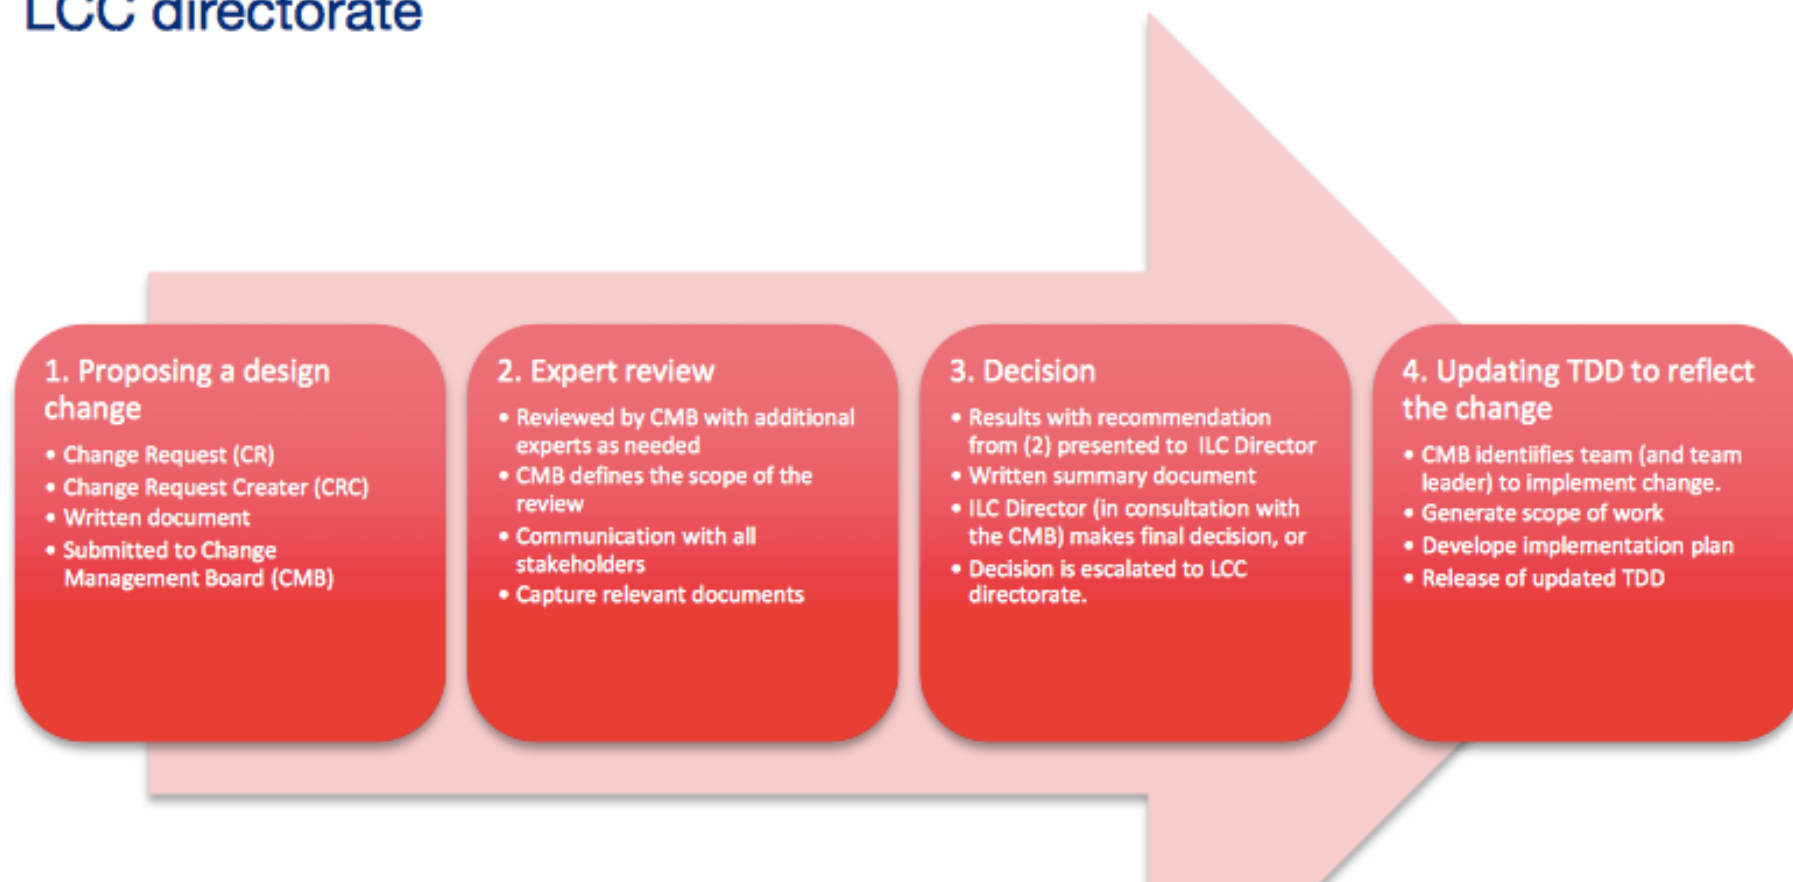 LCC directorate
1. Proposing a design
change
• Change Request (CR)
• Change Request Creater (CRC)
• Written document
• Submitted to Change
Management Board (CMB)
2. Expert review
• Reviewed by CMB with additional
experts as needed
• CMB defines the scope of the
review
• Communication with all
stakeholders
• Capture relevant documents
3. Decision
• Results with recommendation
from (2) presented to ILC Director
• Written summary document
• ILC Director (in consultation with
the CMB) makes final decision, or
• Decision is escalated to LCC
directorate.
4. Updating TDD to reflect
the change
• CMB identiifies team (and team
leader) to implement change.
• Generate scope of work
• Develope implementation plan
• Release of updated TDD